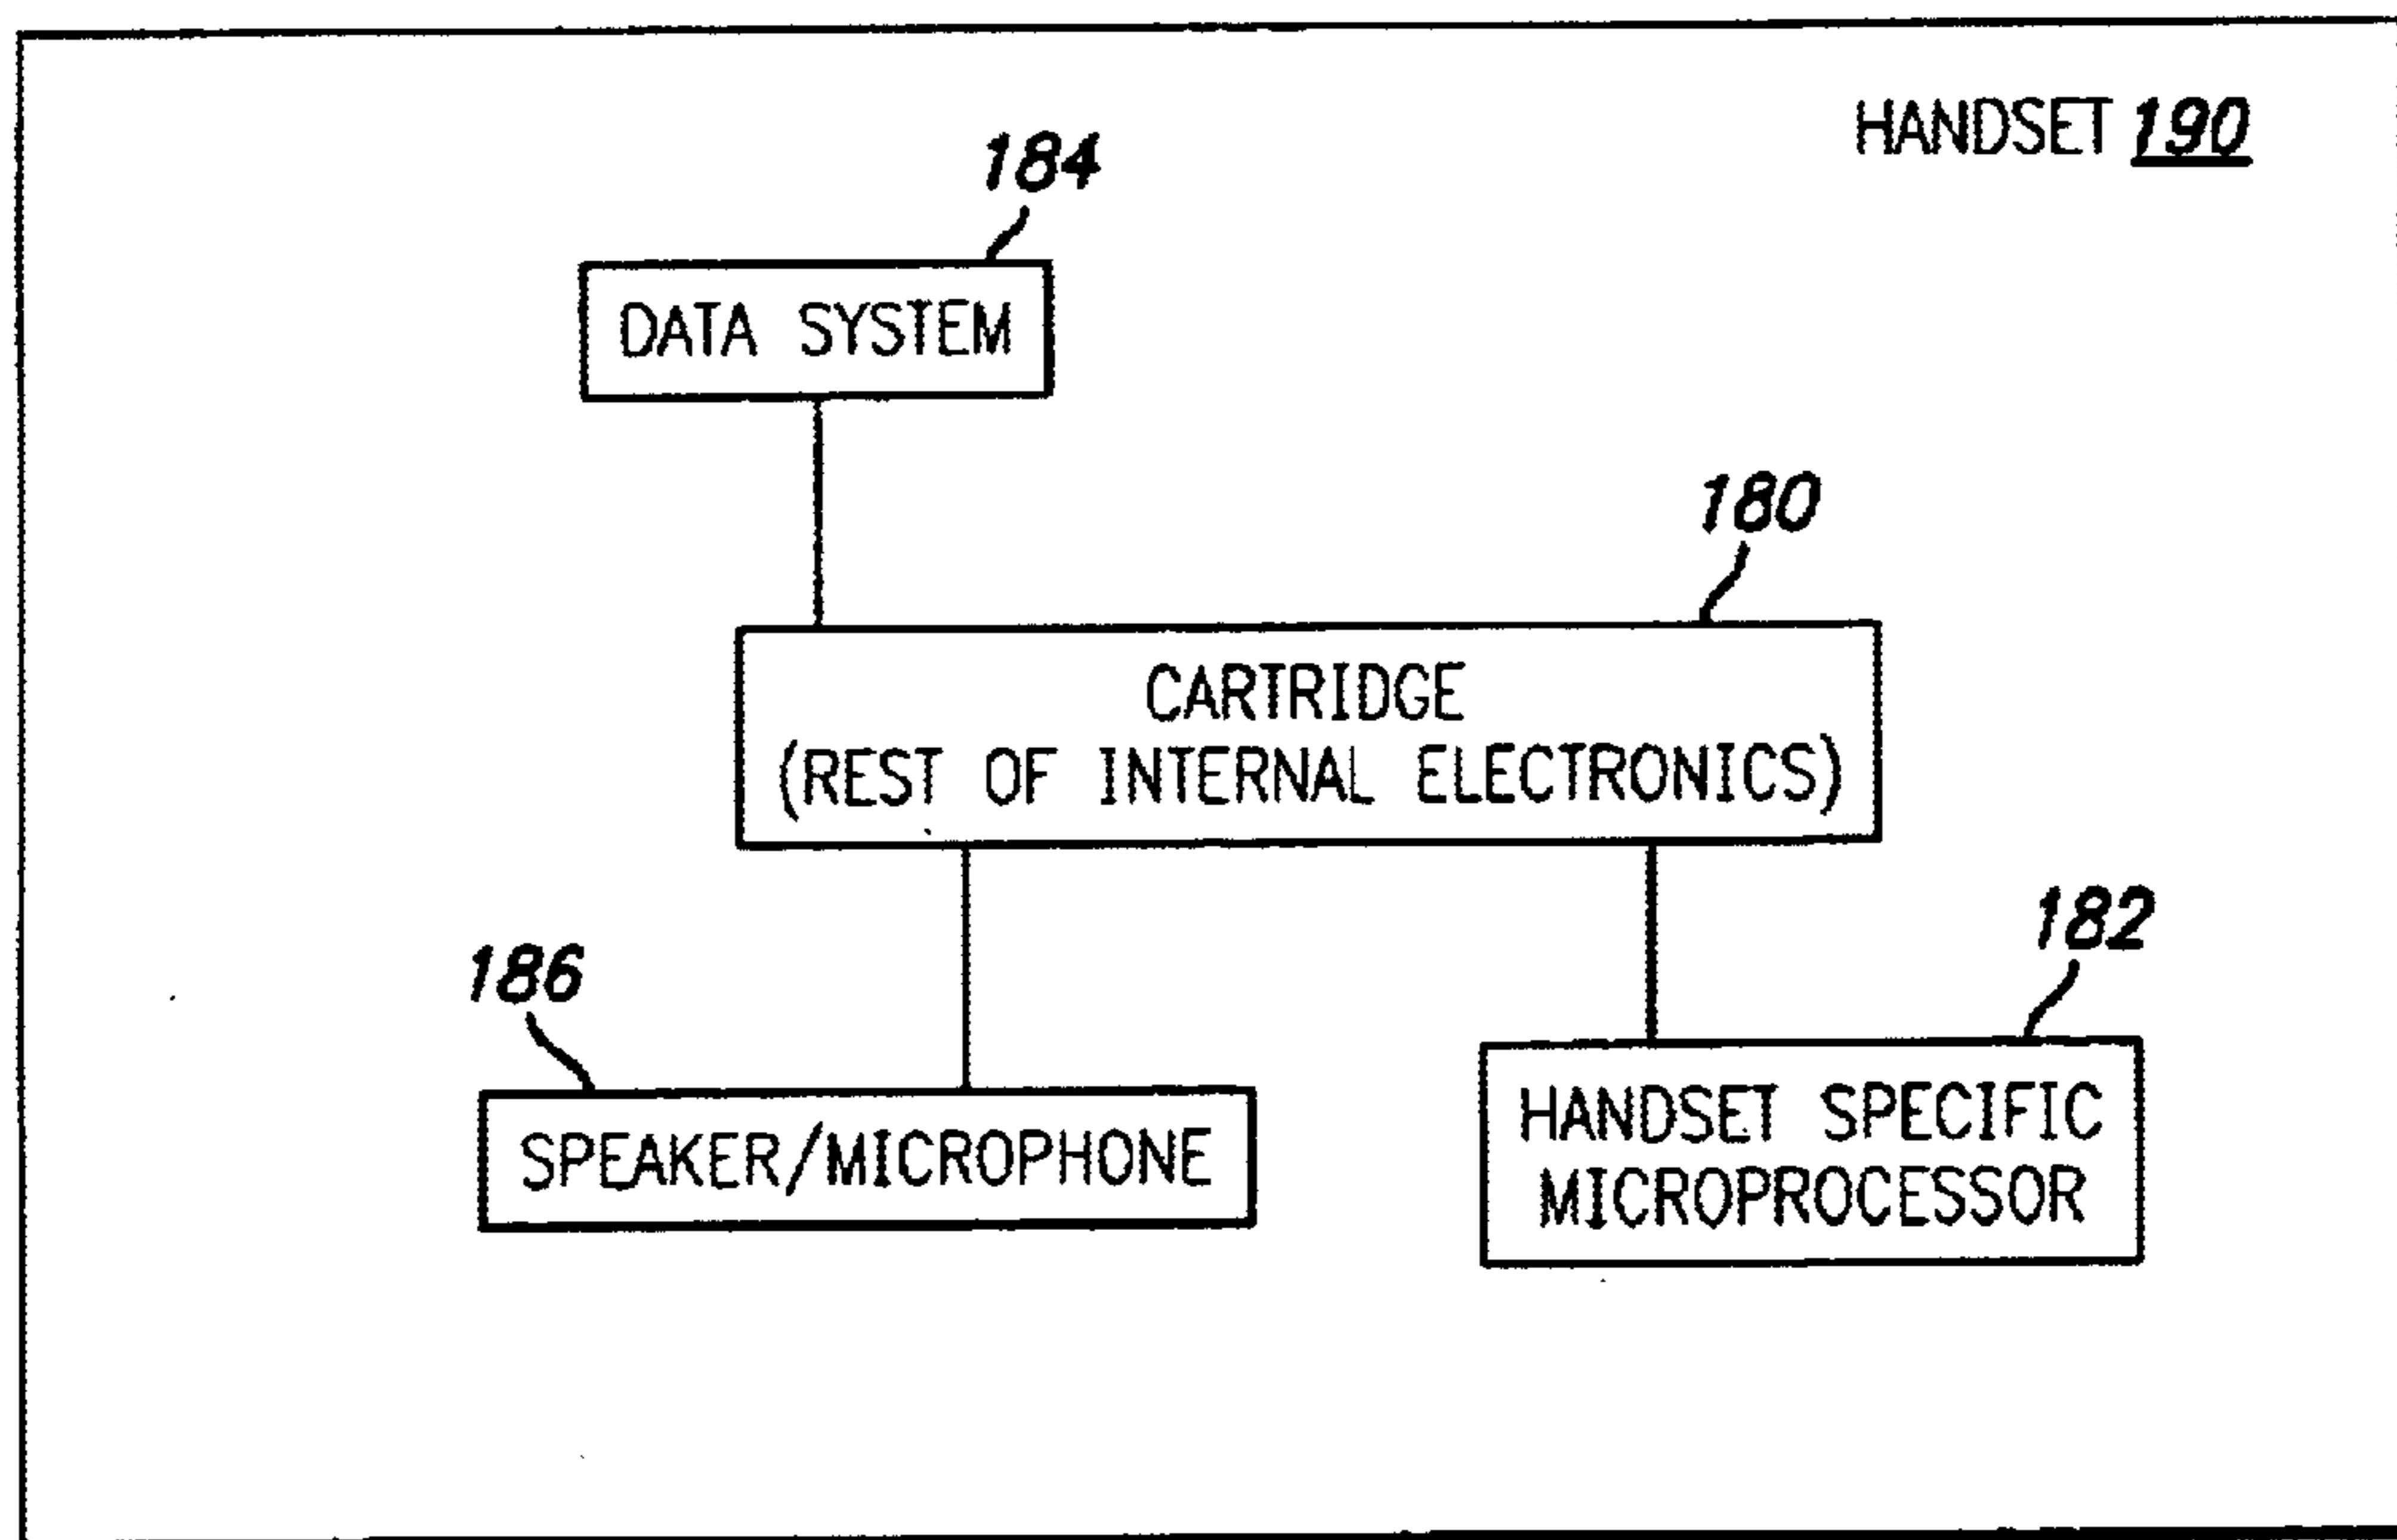 HANDSET 190
184
DATA SYSTEM
180
CARTRIDGE
(REST OF INTERNAL ELECTRONICS)
186
SPEAKER/MICROPHONE
182
HANDSET SPECIFIC
MICROPROCESSOR